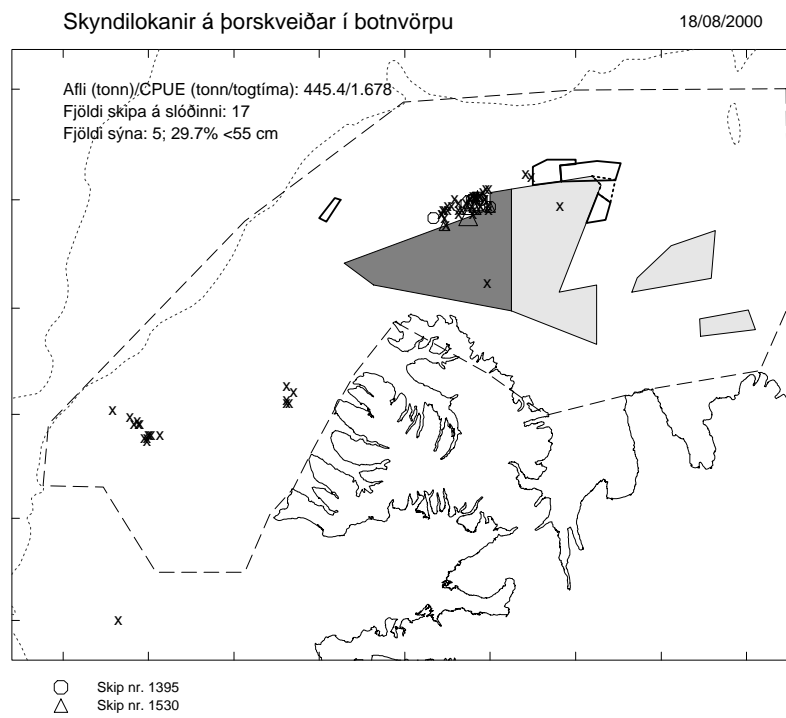 Skyndilokanir á þorskveiðar í botnvörpu
18/08/2000
Afli (tonn)/CPUE (tonn/togtíma): 445.4/1.678
Fjöldi skipa á slóðinni: 17
Fjöldi sýna: 5; 29.7% <55 cm
Skip nr. 1395
Skip nr. 1530